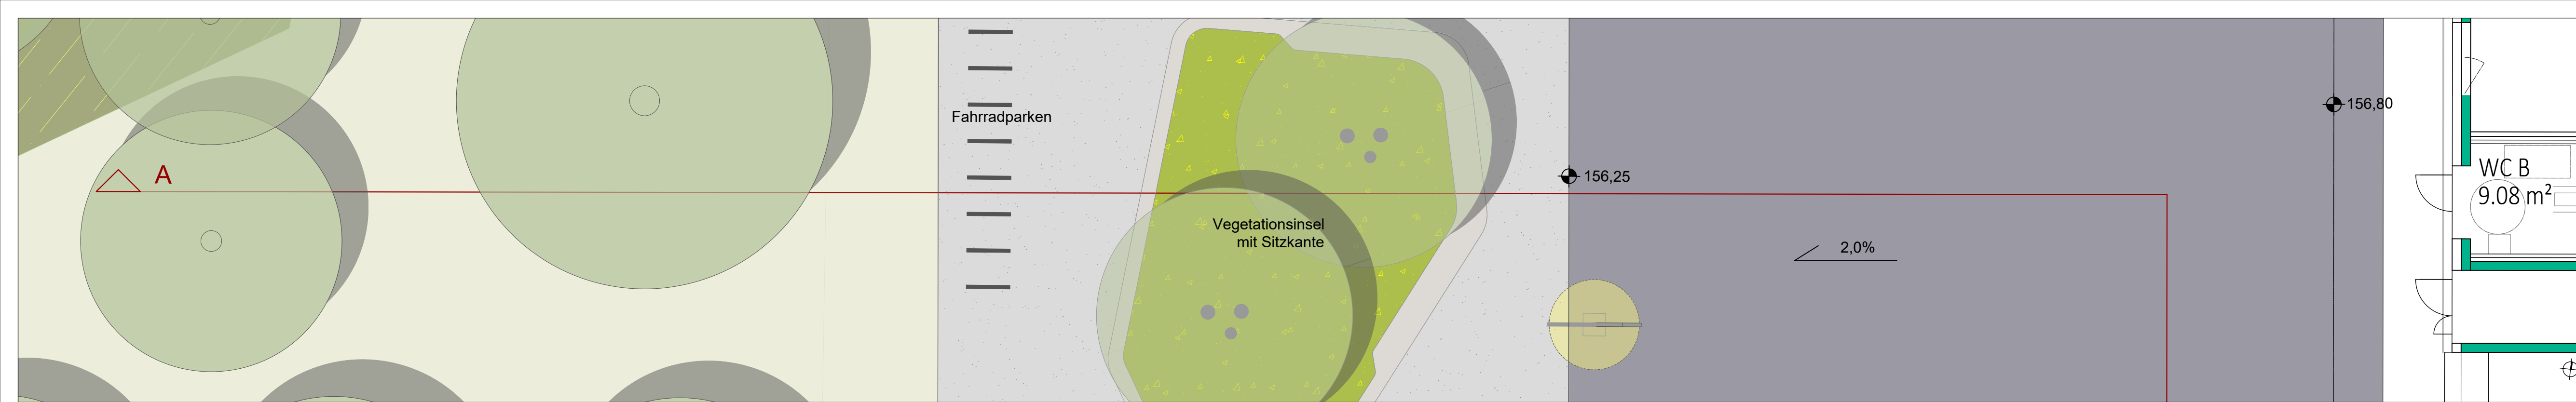 A
Fahrradparken
Vegetationsinsel
mit Sitzkante
156,25
2,0%
156,80
WC B
9.08 m²